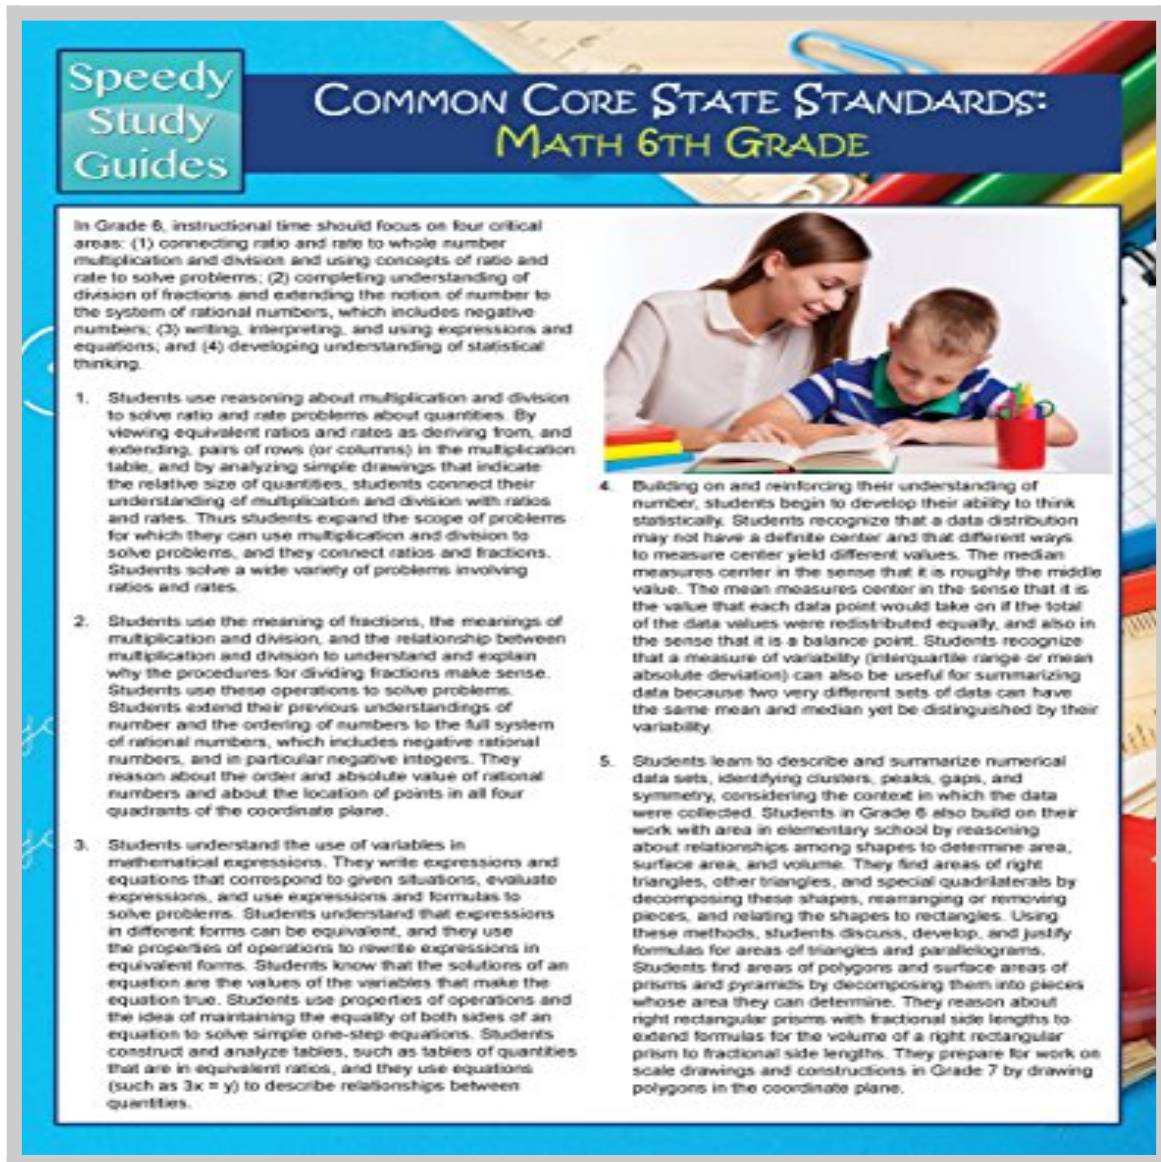 Speedy
Study
Guides
COMMON CORE STATE STANDARDS:
MATH 6TH GRADE
In Grade 6, instructional time should focus on four critical
areas: (1) connecting ratio and rate to whole number
multiplication and division and using concepts of ratio and
rate to solve problems; (2) completing understanding of
division of fractions and extending the notion of number to
the system of rational numbers, which includes negative
numbers; (3) writing, interpreting, and using expressions and
equations; and (4) developing understanding of statistical
thinking.
1. Students use reasoning about multiplication and division
to solve ratio and rate problems about quantities. By
viewing equivalent ratios and rates as deriving from, and
extending, pairs of rows (or columns) in the multiplication
table, and by analyzing simple drawings that indicate
the relative size of quantities, students connect their
understanding of multiplication and division with ratios
and rates. Thus students expand the scope of problems
for which they can use multiplication and division to
solve problems, and they connect ratios and fractions.
Students solve a wide variety of problems involving
ratios and rates.
2. Students use the meaning of fractions, the meanings of
multiplication and division, and the relationship between
multiplication and division to understand and explain
why the procedures for dividing fractions make sense.
Students use these operations to solve problems.
Students extend their previous understandings of
number and the ordering of numbers to the full system
of rational numbers, which includes negative rational
numbers, and in particular negative integers. They
reason about the order and absolute value of rational
numbers and about the location of points in all four
quadrants of the coordinate plane.
3. Students understand the use of variables in
mathematical expressions. They write expressions and
equations that correspond to given situations, evaluate
expressions, and use expressions and formulas to
solve problems. Students understand that expressions
in different forms can be equivalent, and they use
the properties of operations to rewrite expressions in
equivalent forms. Students know that the solutions of an
equation are the values of the variables that make the
equation true. Students use properties of operations and
the idea of maintaining the equality of both sides of an
equation to solve simple one-step equations. Students
construct and analyze tables, such as tables of quantities
that are in equivalent ratios, and they use equations
(such as 3x = y) to describe relationships between
quantities.
4. Building on and reinforcing their understanding of
number, students begin to develop their ability to think
statistically. Students recognize that a data distribution
may not have a definite center and that different ways
to measure center yield different values. The median
measures center in the sense that it is roughly the middle
value. The mean measures center in the sense that it is
the value that each data point would take on if the total
of the data values were redistributed equally, and also in
the sense that it is a balance point. Students recognize
that a measure of variability (interquartile range or mean
absolute deviation) can also be useful for summarizing
data because two very different sets of data can have
the same mean and median yet be distinguished by their
variability.
5. Students learn to describe and summarize numerical
data sets, identifying clusters, peaks, gaps, and
symmetry, considering the context in which the data
were collected. Students in Grade 6 also build on their
work with area in elementary school by reasoning
about relationships among shapes to determine area,
surface area, and volume. They find areas of right
triangles, other triangles, and special quadrilaterals by
decomposing these shapes, rearranging or removing
pieces, and relating the shapes to rectangles. Using
these methods, students discuss, develop, and justify
formulas for areas of triangles and parallelograms.
Students find areas of polygons and surface areas of
prisms and pyramids by decomposing them into pieces
whose area they can determine. They reason about
right rectangular prisms with fractional side lengths to
extend formulas for the volume of a right rectangular
prism to fractional side lengths. They prepare for work on
scale drawings and constructions in Grade 7 by drawing
polygons in the coordinate plane.